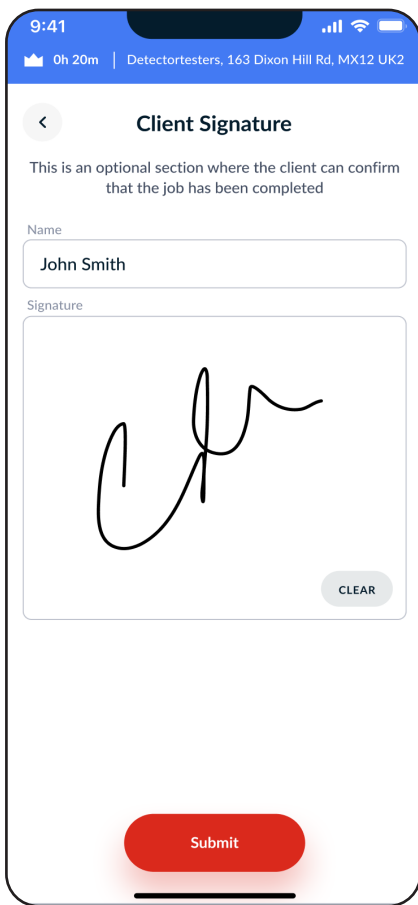 9:41
0h 20m | Detectortesters, 163 Dixon Hill Rd, MX12 UK2
Client Signature
This is an optional section where the client can confirm
that the job has been completed
Name
John Smith
Signature
CLEAR
Submit